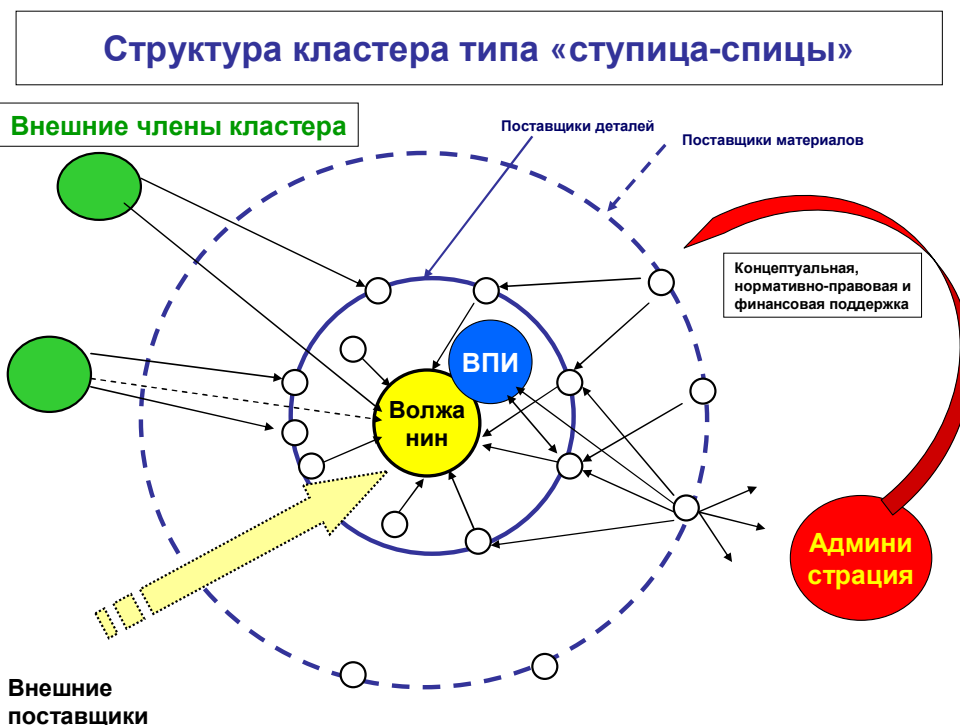 Структура кластера типа «ступица-спицы»
Внешние члены кластера
Поставщики деталей
Поставщики материалов
Концептуальная,
нормативно-правовая и
финансовая поддержка
ВПИ
Волжа
нин
Админи
страция
Внешние
поставщики